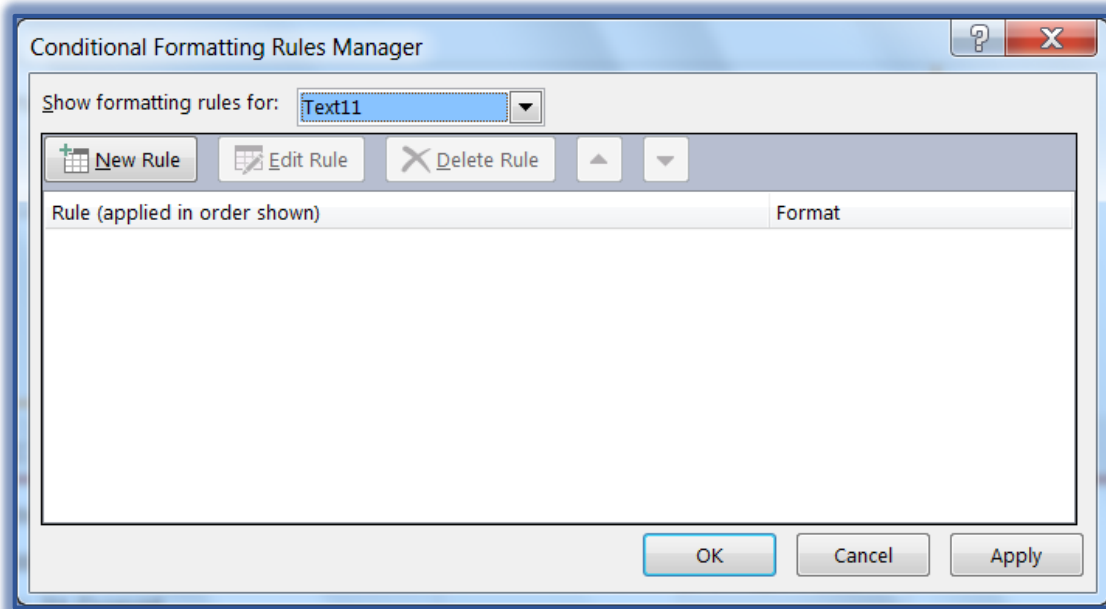 Conditional Formatting Rules Manager
? X
Show formatting rules for: Text11
New Rule Edit Rule Delete Rule
Rule (applied in order shown) Format
OK Cancel Apply